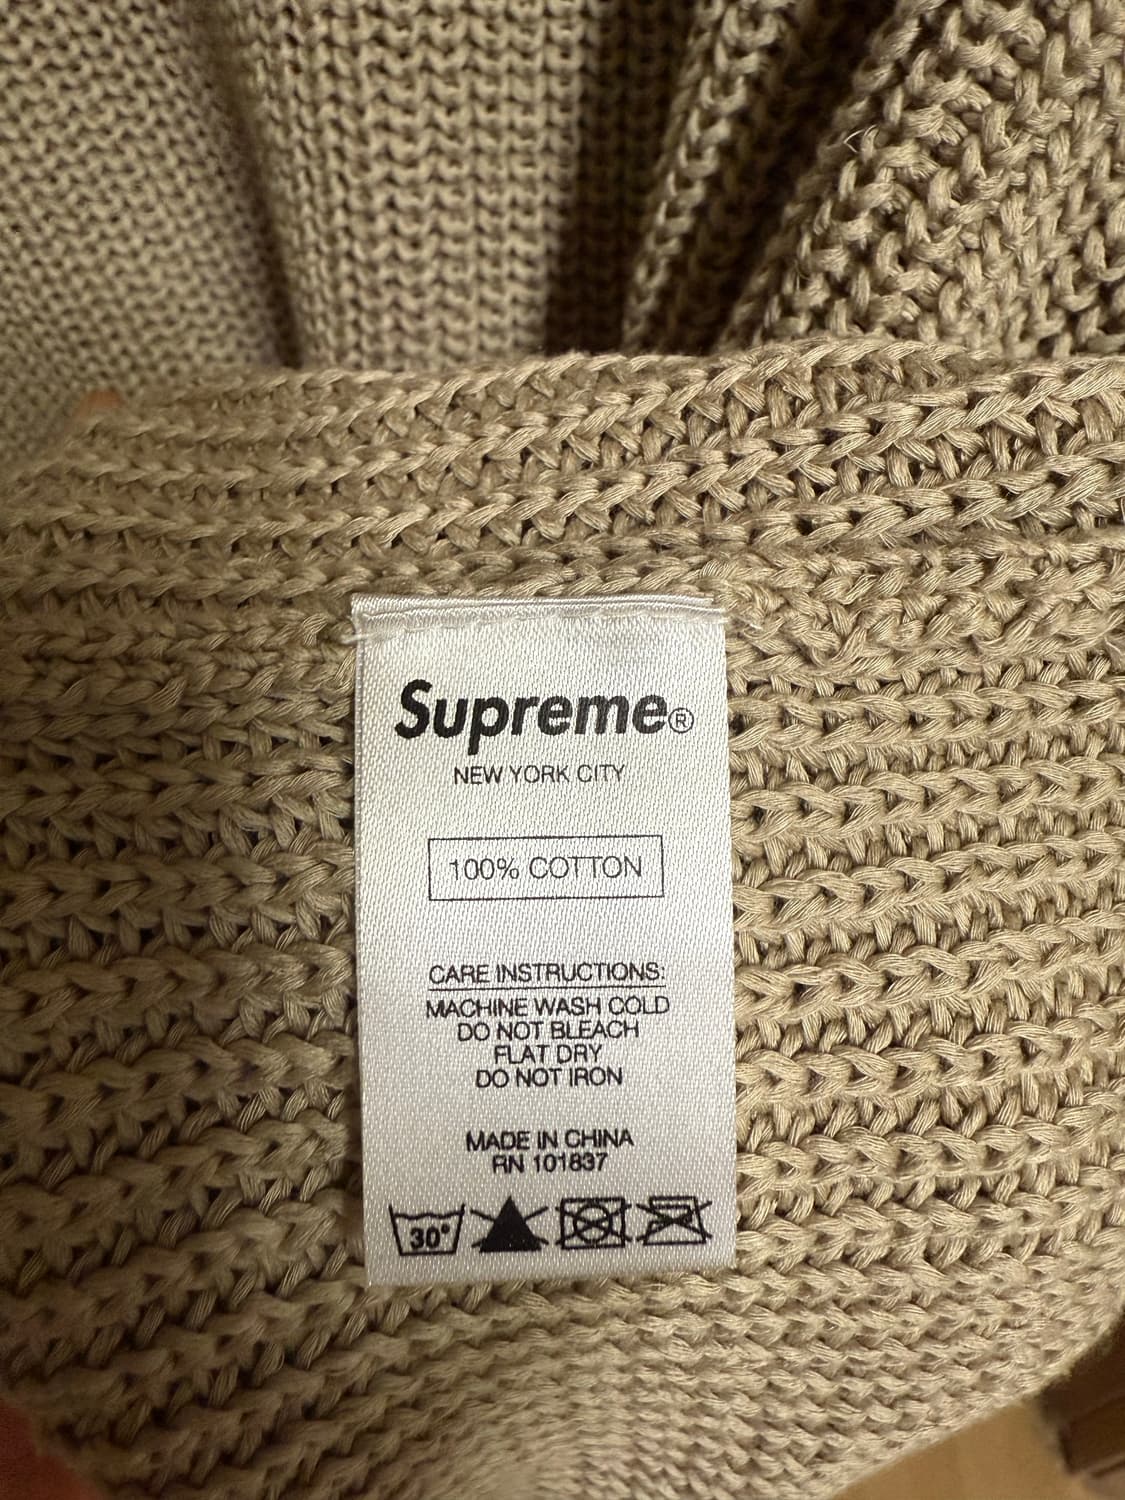 Supreme®
NEW YORK CITY
100% COTTON
CARE INSTRUCTIONS:
MACHINE WASH COLD
DO NOT BLEACH
FLAT DRY
DO NOT IRON
MADE IN CHINA
RN 101837
30°